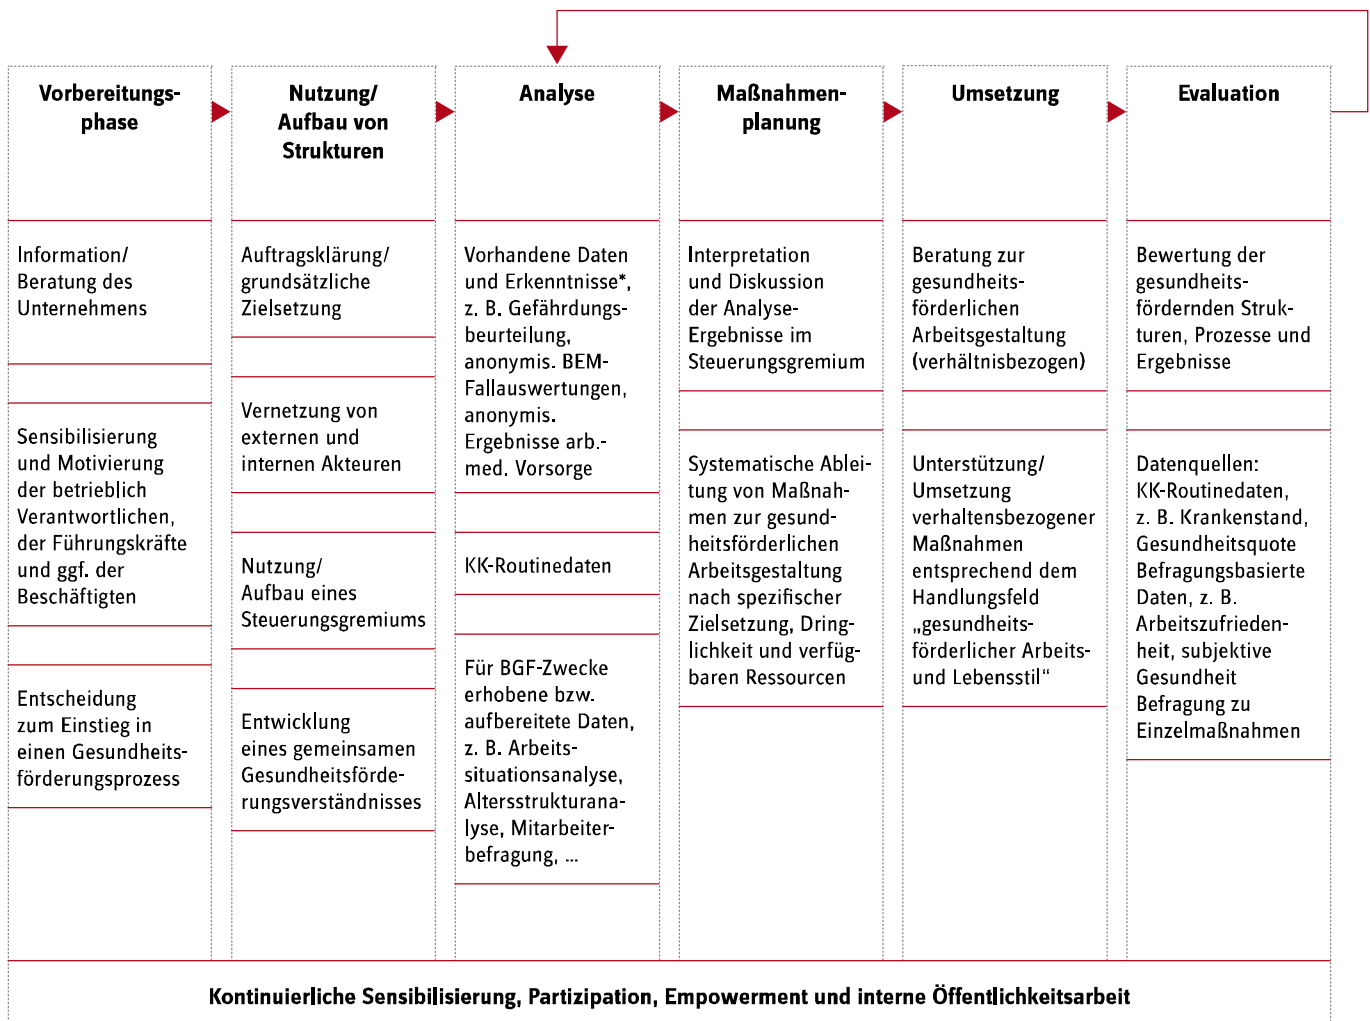 Vorbereitungs-
phase
Information/
Beratung des
Unternehmens
Sensibilisierung
und Motivierung
der betrieblich
Verantwortlichen,
der Führungskräfte
und ggf. der
Beschäftigten
Entscheidung
zum Einstieg in
einen Gesundheits-
förderungsprozess
Nutzung/
Aufbau von
Strukturen
Auftragsklärung/
grundsätzliche
Zielsetzung
Vernetzung von
externen und
internen Akteuren
Nutzung/
Aufbau eines
Steuerungsgremiums
Entwicklung
eines gemeinsamen
Gesundheitsförde-
rungsverständnisses
Analyse
Vorhandene Daten
und Erkenntnisse*,
z. B. Gefährdungs-
beurteilung,
anonymis. BEM-
Fallauswertungen,
anonymis.
Ergebnisse arb.-
med. Vorsorge
KK-Routinedaten
Für BGF-Zwecke
erhobene bzw.
aufbereitete Daten,
z. B. Arbeits-
situationsanalyse,
Altersstrukturana-
lyse, Mitarbeiter-
befragung, ...
Maßnahmen-
planung
Interpretation
und Diskussion
der Analyse-
Ergebnisse im
Steuerungsgremium
Systematische Ablei-
tung von Maßnah-
men zur gesund-
heitsförderlichen
Arbeitsgestaltung
nach spezifischer
Zielsetzung, Dring-
lichkeit und verfüg-
baren Ressourcen
Umsetzung
Beratung zur
gesundheits-
förderlichen
Arbeitsgestaltung
(verhältnisbezogen)
Unterstützung/
Umsetzung
verhaltensbezogener
Maßnahmen
entsprechend dem
Handlungsfeld
„gesundheits-
förderlicher Arbeits-
und Lebensstil“
Evaluation
Bewertung der
gesundheits-
fördernden Struk-
turen, Prozesse und
Ergebnisse
Datenquellen:
KK-Routinedaten,
z. B. Krankenstand,
Gesundheitsquote
Befragungsbasierte
Daten, z. B.
Arbeitszufrieden-
heit, subjektive
Gesundheit
Befragung zu
Einzelmaßnahmen
Kontinuierliche Sensibilisierung, Partizipation, Empowerment und interne Öffentlichkeitsarbeit